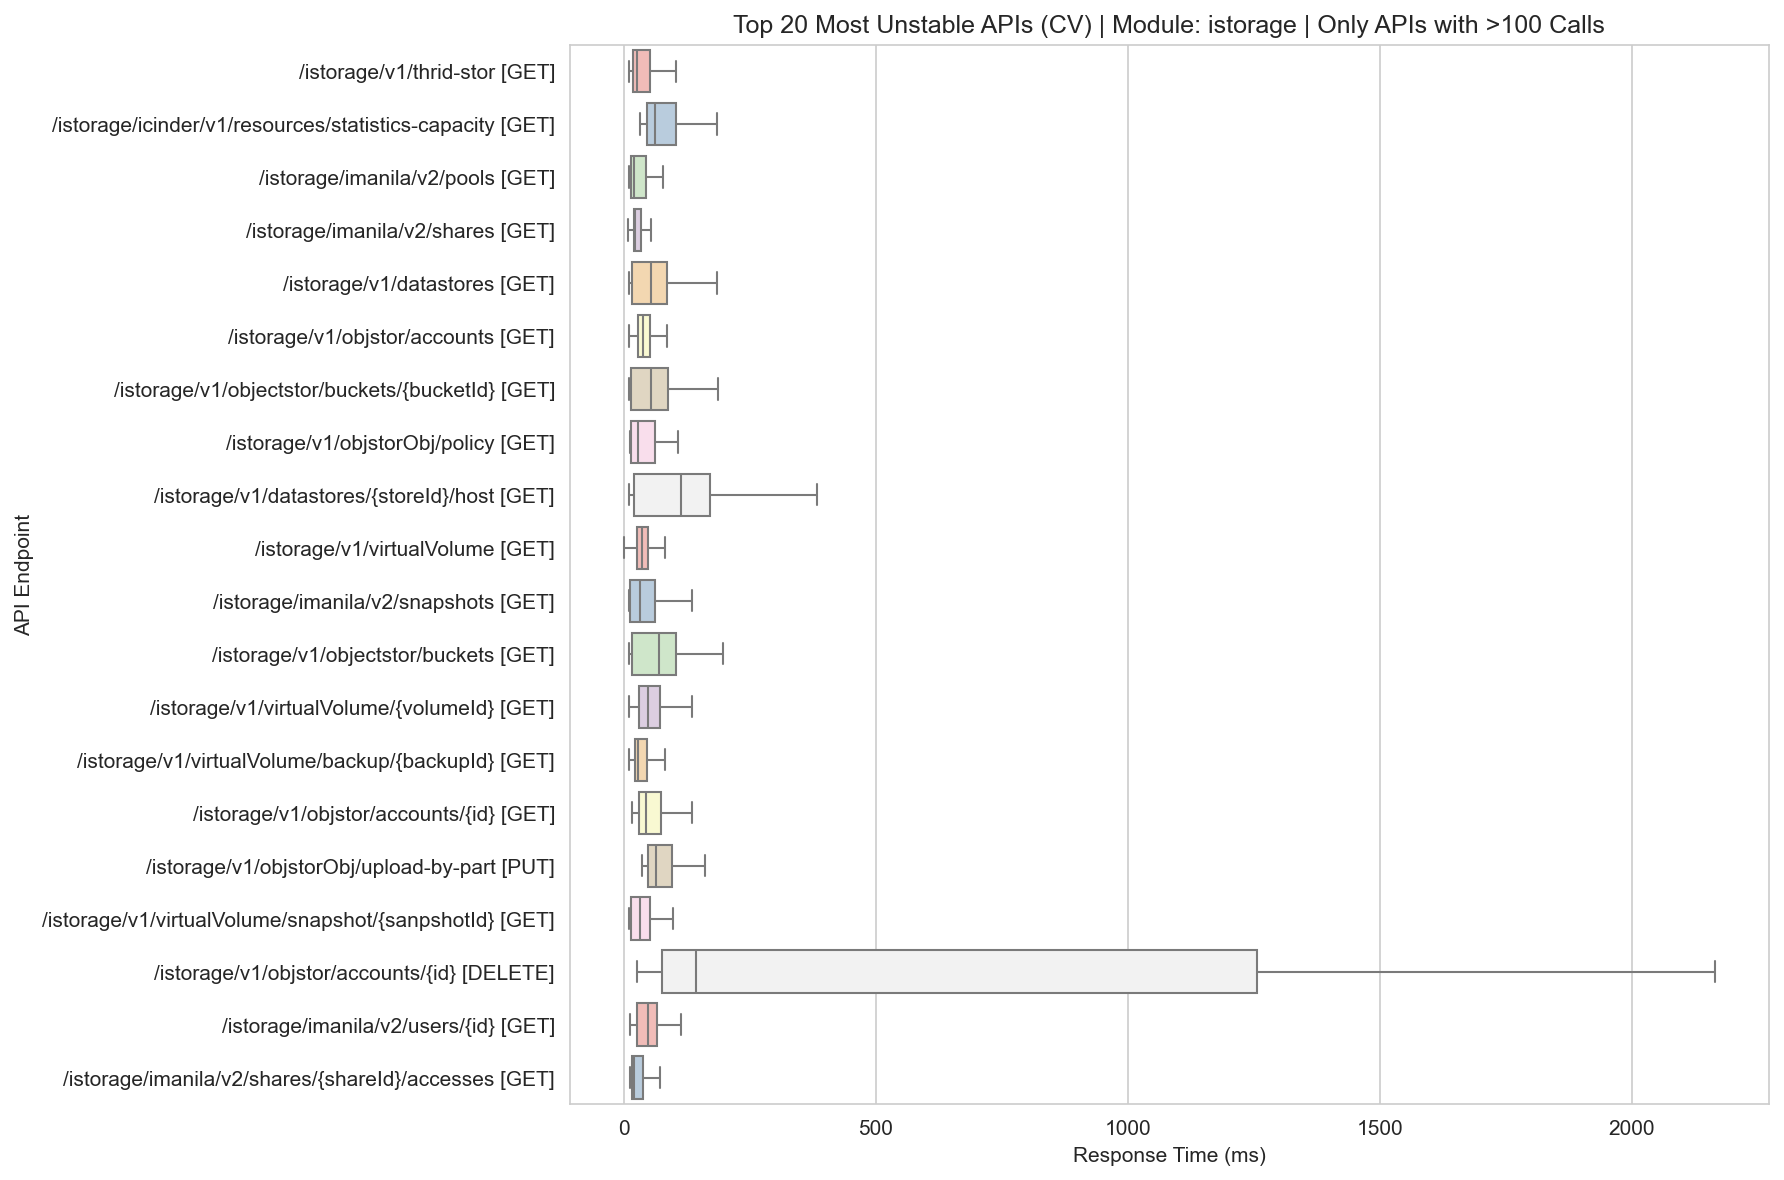 Top 20 Most Unstable APIs (CV) | Module: istorage | Only APIs with >100 Calls
API Endpoint
/istorage/v1/thrid-stor [GET]
/istorage/icinder/v1/resources/statistics-capacity [GET]
/istorage/imanila/v2/pools [GET]
/istorage/imanila/v2/shares [GET]
/istorage/v1/datastores [GET]
/istorage/v1/objstor/accounts [GET]
/istorage/v1/objectstor/buckets/{bucketId} [GET]
/istorage/v1/objstorObj/policy [GET]
/istorage/v1/datastores/{storeId}/host [GET]
/istorage/v1/virtualVolume [GET]
/istorage/imanila/v2/snapshots [GET]
/istorage/v1/objectstor/buckets [GET]
/istorage/v1/virtualVolume/{volumeId} [GET]
/istorage/v1/virtualVolume/backup/{backupId} [GET]
/istorage/v1/objstor/accounts/{id} [GET]
/istorage/v1/objstorObj/upload-by-part [PUT]
/istorage/v1/virtualVolume/snapshot/{sanpshotId} [GET]
/istorage/v1/objstor/accounts/{id} [DELETE]
/istorage/imanila/v2/users/{id} [GET]
/istorage/imanila/v2/shares/{shareId}/accesses [GET]
0 500 1000 1500 2000
Response Time (ms)